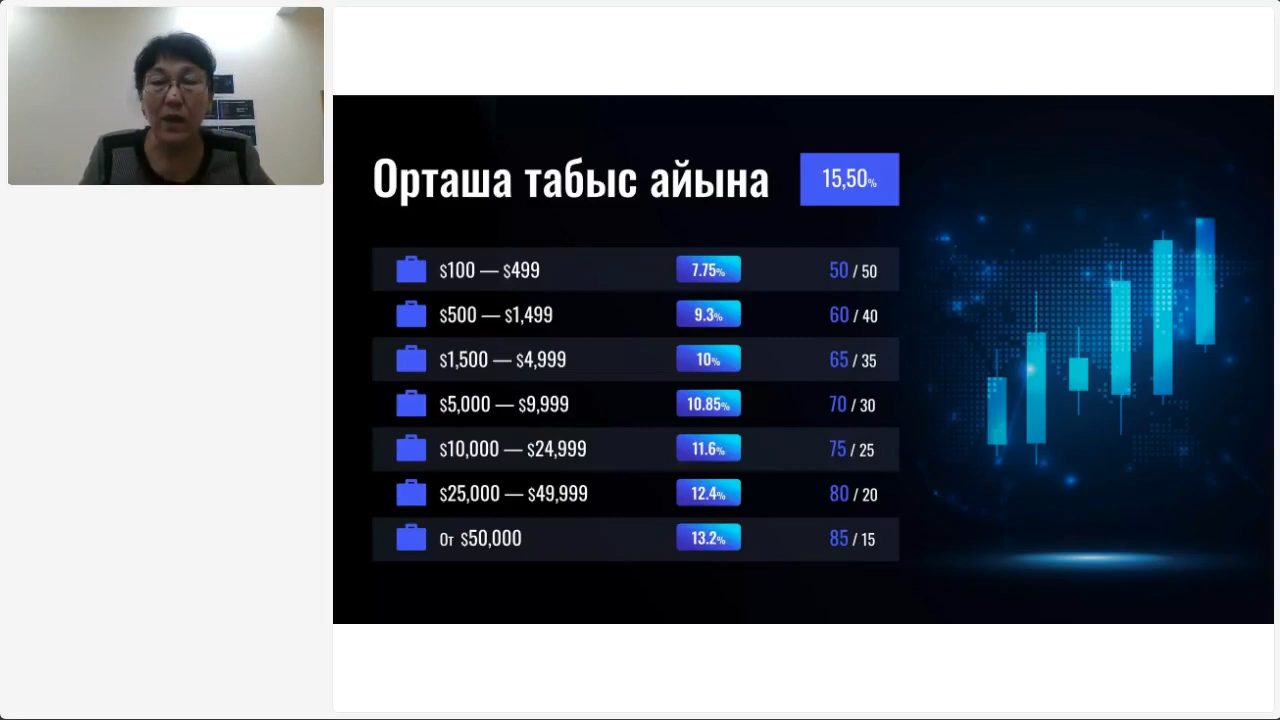 Орташа табыс айына 15,50%
$100 — $499 7.75% 50 / 50
$500 — $1,499 9.3% 60 / 40
$1,500 — $4,999 10% 65 / 35
$5,000 — $9,999 10.85% 70 / 30
$10,000 — $24,999 11.6% 75 / 25
$25,000 — $49,999 12.4% 80 / 20
От $50,000 13.2% 85 / 15